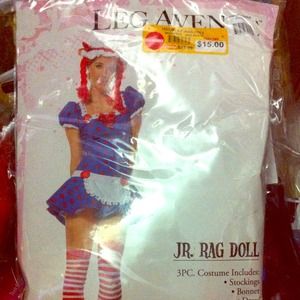 LEG AVEN
$15.00
JR. RAG DOLL
3PC. Costume Includes
• Stockings
• Bonnet